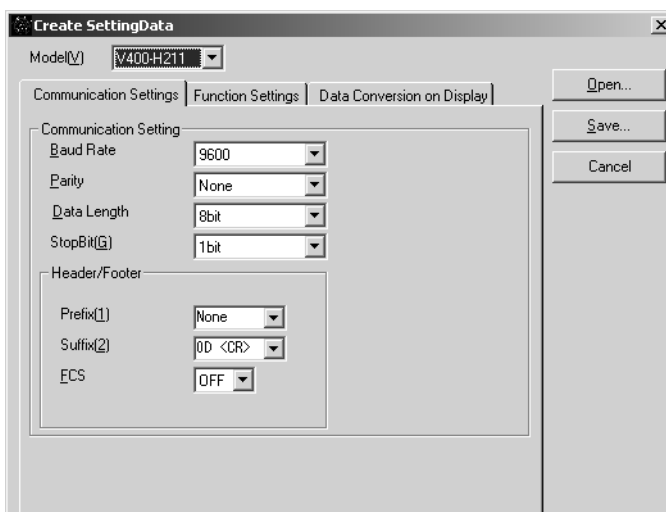 Create SettingData
Model(V) V400-H211
Communication Settings Function Settings Data Conversion on Display
Open...
Save...
Cancel
Communication Setting
Baud Rate 9600
Parity None
Data Length 8bit
StopBit(G) 1bit
Header/Footer
Prefix(1) None
Suffix(2) 0D <CR>
FCS OFF